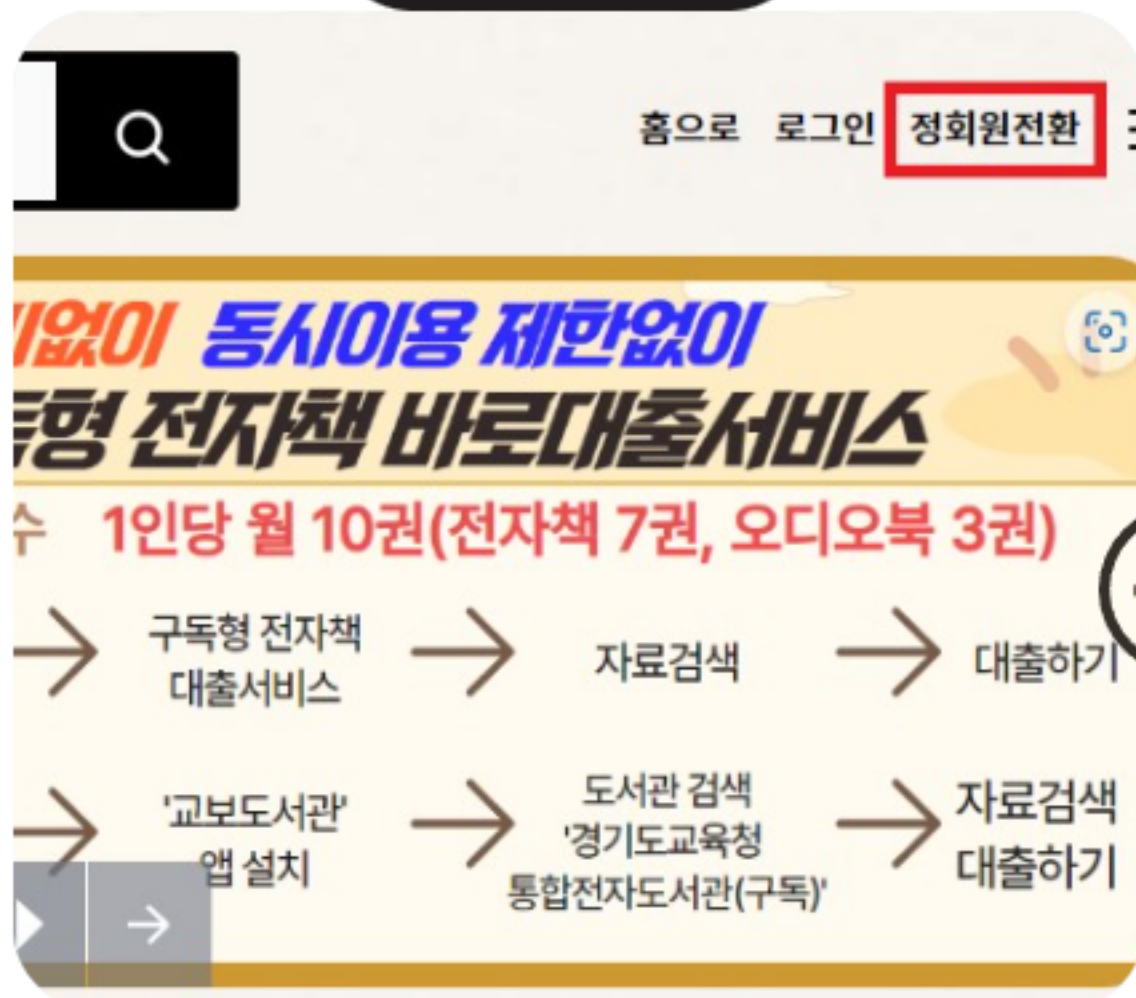 홈으로 로그인 정회원전환
없이 동시이용 제한없이
형 전자책 바로대출서비스
수 1인당 월 10권(전자책 7권, 오디오북 3권)
구독형 전자책
대출서비스
자료검색
대출하기
'교보도서관'
앱 설치
도서관 검색
'경기도교육청
통합전자도서관(구독)'
자료검색
대출하기